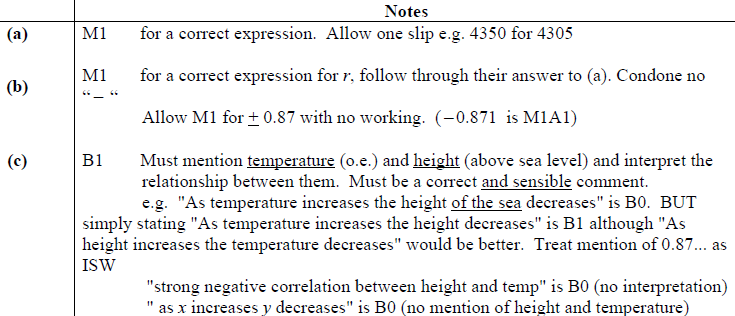 Notes
(a) M1 for a correct expression. Allow one slip e.g. 4350 for 4305
(b) M1 for a correct expression for r, follow through their answer to (a). Condone no
“ _ “
Allow M1 for ± 0.87 with no working. (−0.871 is M1A1)
(c) B1 Must mention temperature (o.e.) and height (above sea level) and interpret the
relationship between them. Must be a correct and sensible comment.
e.g. "As temperature increases the height of the sea decreases" is B0. BUT
simply stating "As temperature increases the height decreases" is B1 although "As
height increases the temperature decreases" would be better. Treat mention of 0.87... as
ISW
"strong negative correlation between height and temp" is B0 (no interpretation)
" as x increases y decreases" is B0 (no mention of height and temperature)